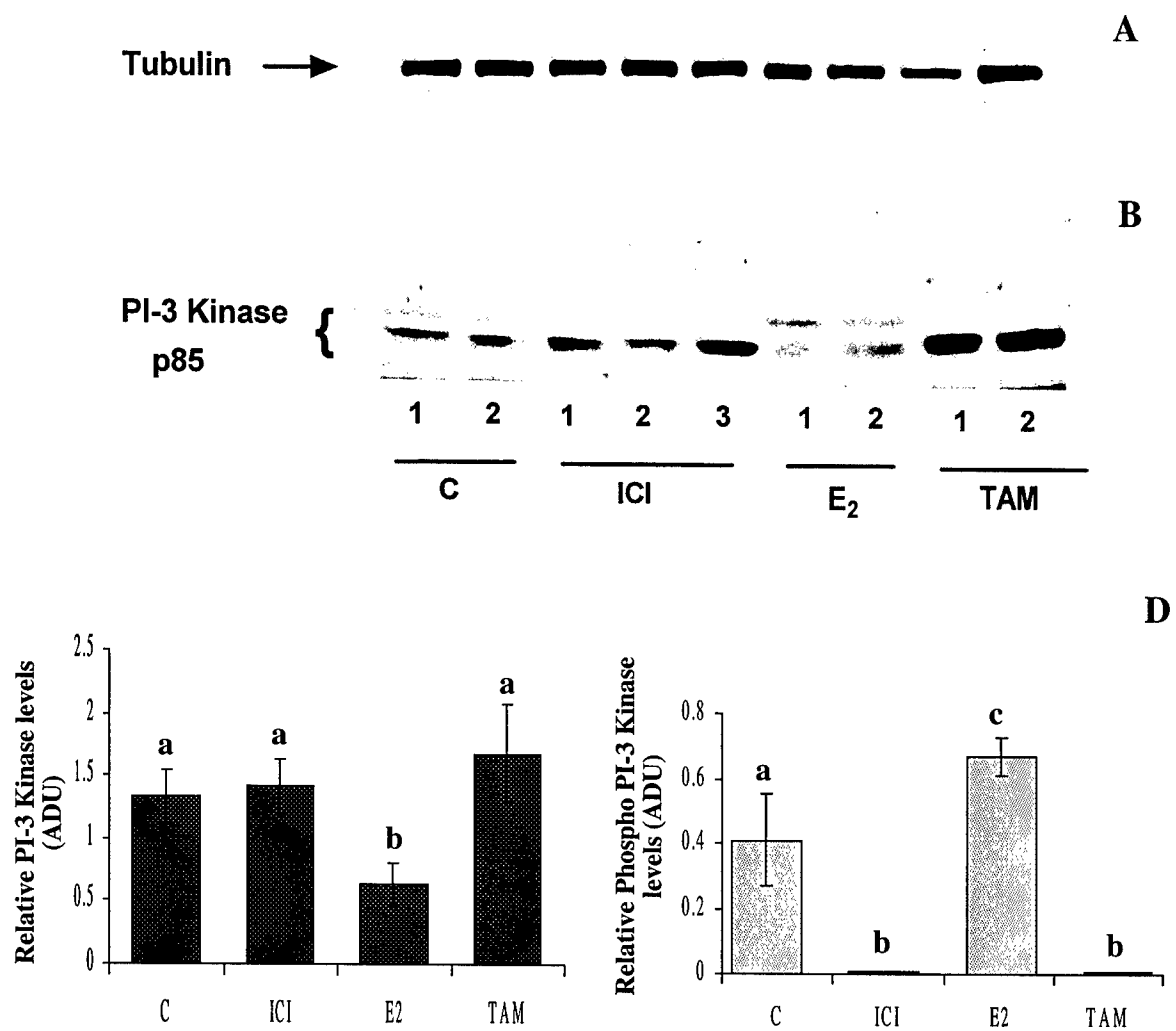 A
Tubulin
B
PI-3 Kinase
p85
{
1 2 1 2 3 1 2 1 2
C ICI E2 TAM
D
Relative PI-3 Kinase levels
(ADU)
2.5
2
1.5
1
0.5
0
a a b a
C ICI E2 TAM
Relative Phospho PI-3 Kinase
levels (ADU)
0.8
0.6
0.4
0.2
0
a b c b
C ICI E2 TAM